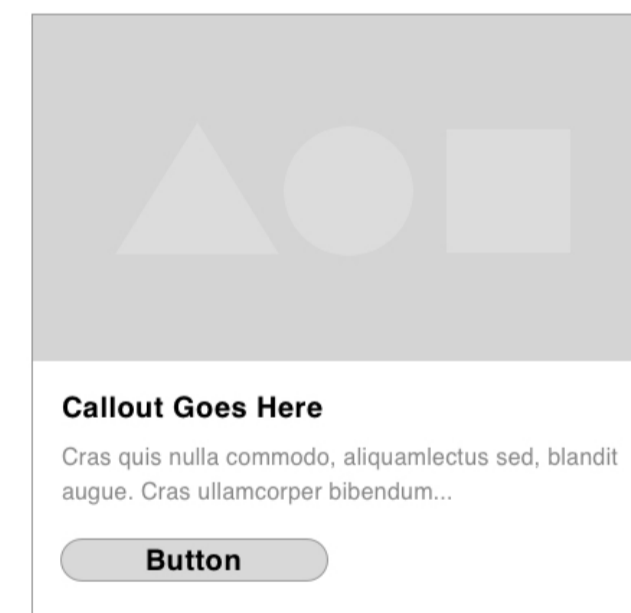 Callout Goes Here
Cras quis nulla commodo, aliquamlectus sed, blandit
augue. Cras ullamcorper bibendum...
Button